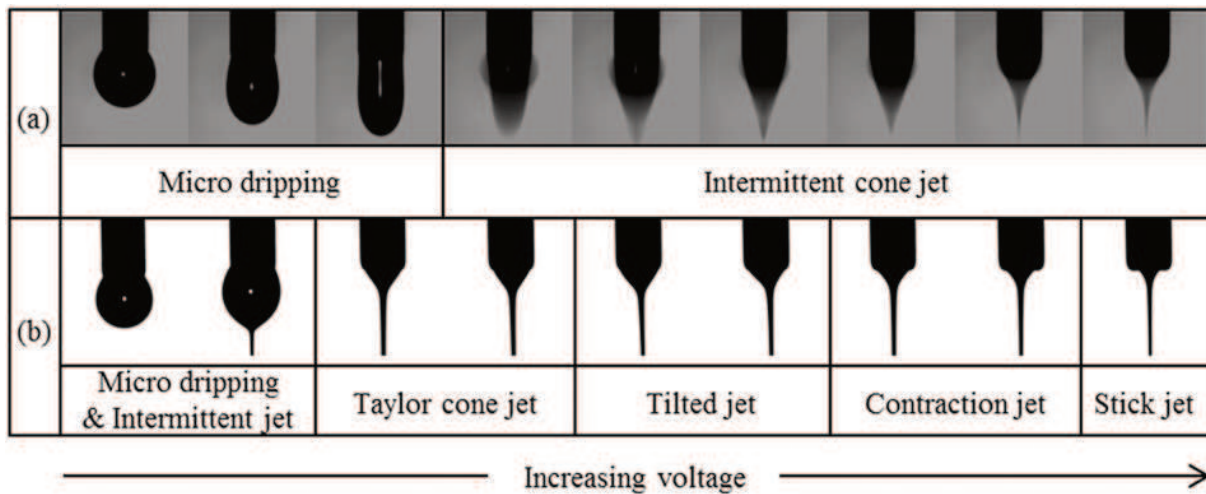 (a)
Micro dripping
Intermittent cone jet
(b)
Micro dripping
& Intermittent jet
Taylor cone jet
Tilted jet
Contraction jet
Stick jet
Increasing voltage